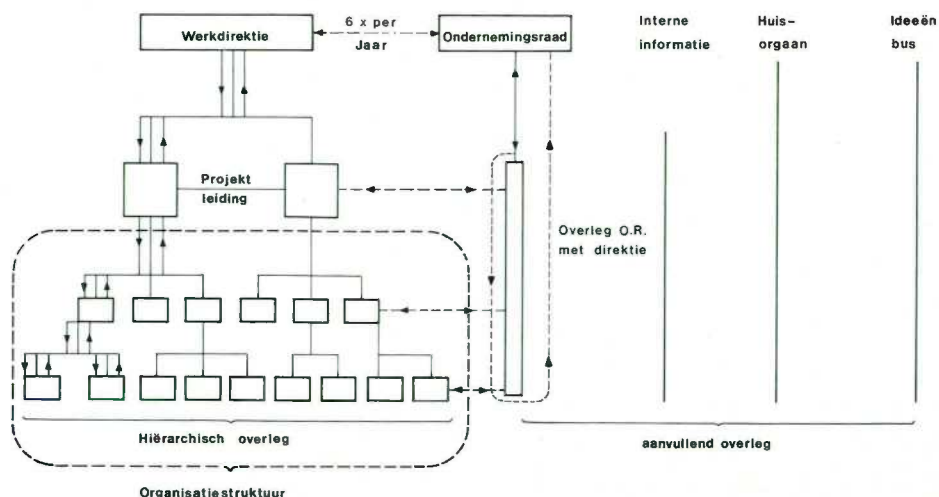 Werkdirektie
6 x per
Jaar
Ondernemingsraad
Interne
informatie
Huis-
orgaan
Ideeën
bus
Projekt
leiding
Overleg O.R.
met direktie
Hiërarchisch overleg
aanvullend overleg
Organisatiestruktuur